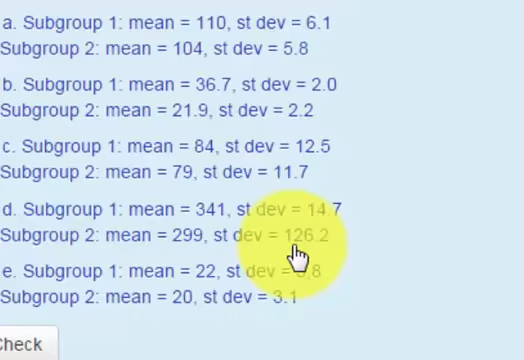 a. Subgroup 1: mean = 110, st dev = 6.1
Subgroup 2: mean = 104, st dev = 5.8
b. Subgroup 1: mean = 36.7, st dev = 2.0
Subgroup 2: mean = 21.9, st dev = 2.2
c. Subgroup 1: mean = 84, st dev = 12.5
Subgroup 2: mean = 79, st dev = 11.7
d. Subgroup 1: mean = 341, st dev = 14.7
Subgroup 2: mean = 299, st dev = 126.2
e. Subgroup 1: mean = 22, st dev =
Subgroup 2: mean = 20, st dev = 3.1
Check